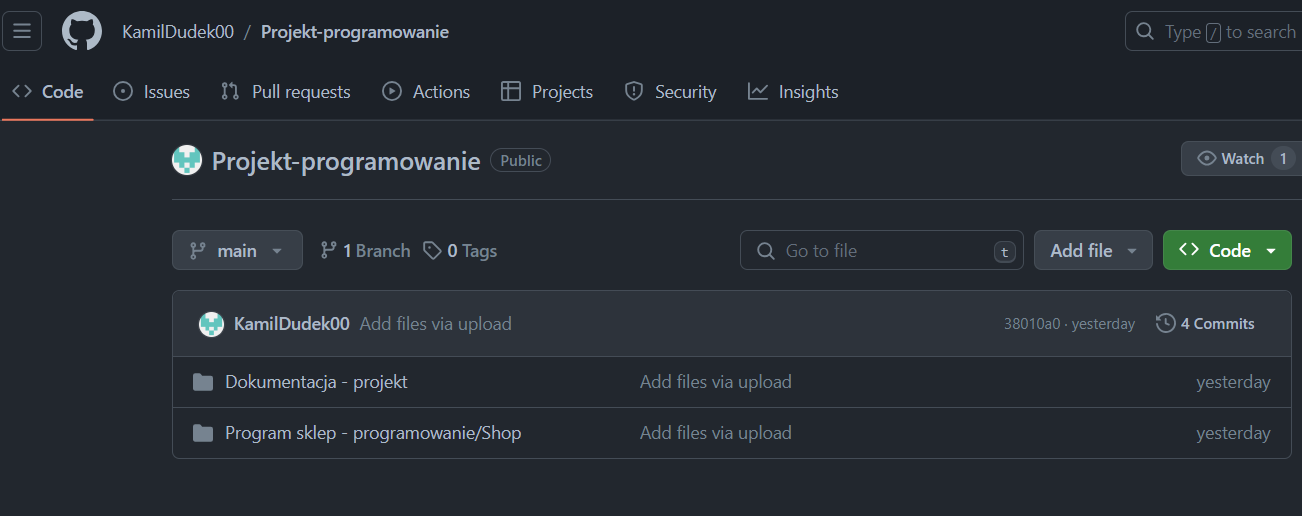 KamilDudek00 / Projekt-programowanie
Type / to search
Code Issues Pull requests Actions Projects Security Insights
Projekt-programowanie Public
Watch 1
main 1 Branch 0 Tags
Go to file t
Add file
Code
KamilDudek00 Add files via upload 38010a0 · yesterday 4 Commits
Dokumentacja - projekt Add files via upload yesterday
Program sklep - programowanie/Shop Add files via upload yesterday